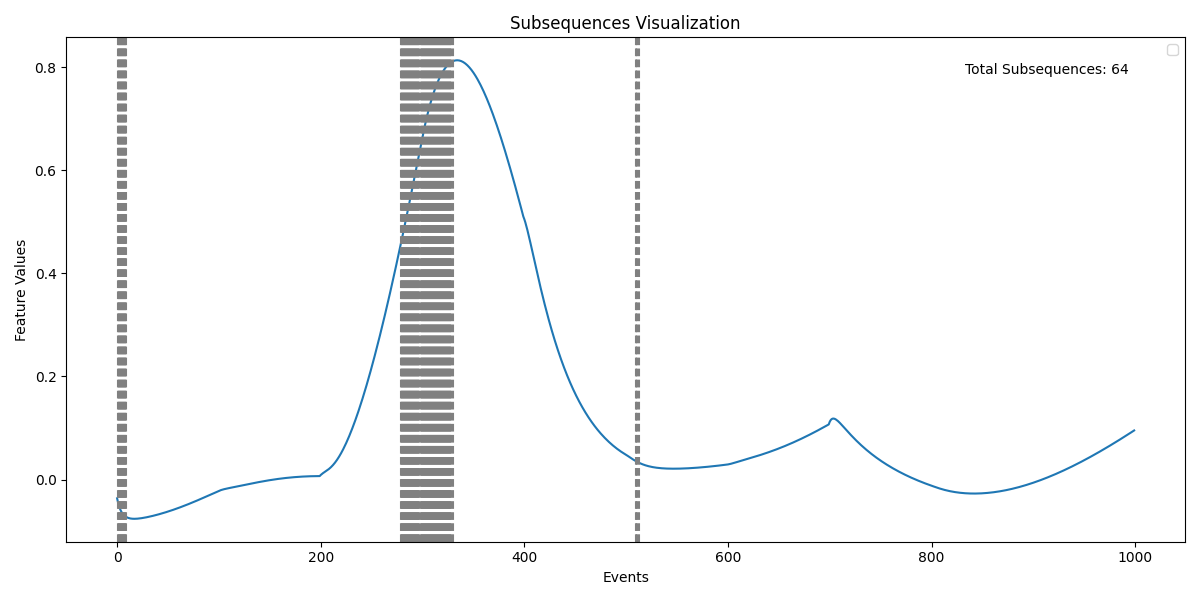 Subsequences Visualization
Total Subsequences: 64
Feature Values
0.8
0.6
0.4
0.2
0.0
0 200 400 600 800 1000
Events